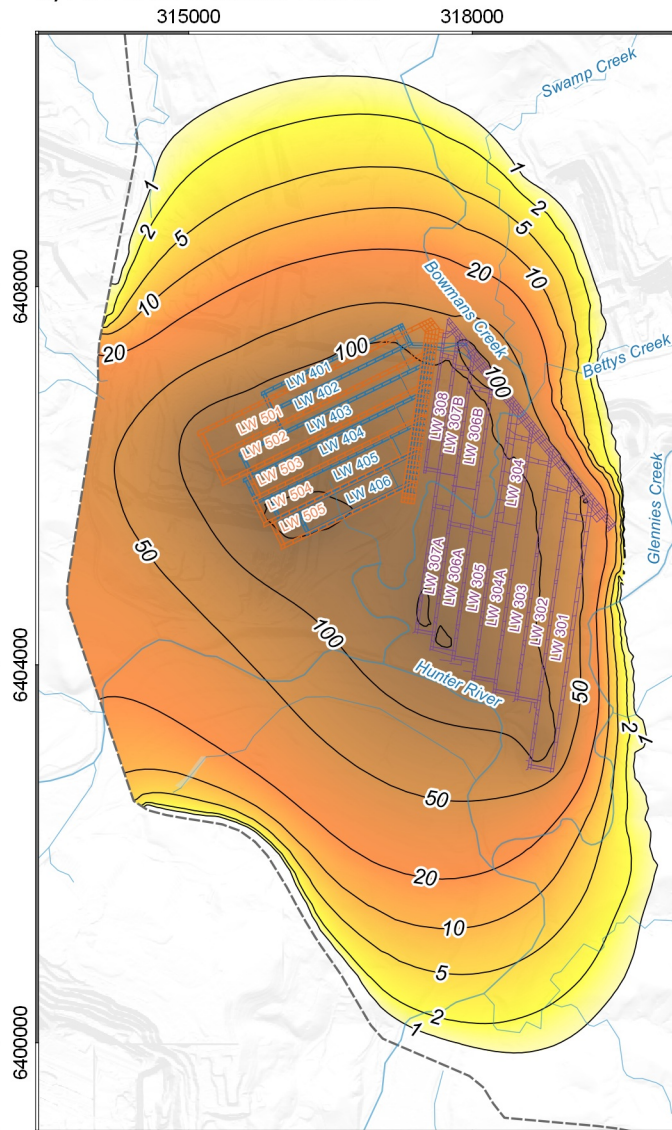 315000
318000
6408000
6404000
6400000
Swamp Creek
Bowmans Creek
Bettys Creek
Glennies Creek
Hunter River
1
2
5
10
20
1
2
5
10
20
100
100
50
100
50
2
1
50
20
10
5
2
1
LW 401
LW 402
LW 403
LW 404
LW 405
LW 406
LW 501
LW 502
LW 503
LW 504
LW 505
LW 308
LW 307B
LW 306B
LW 304
LW 307A
LW 306A
LW 305
LW 304A
LW 303
LW 302
LW 301